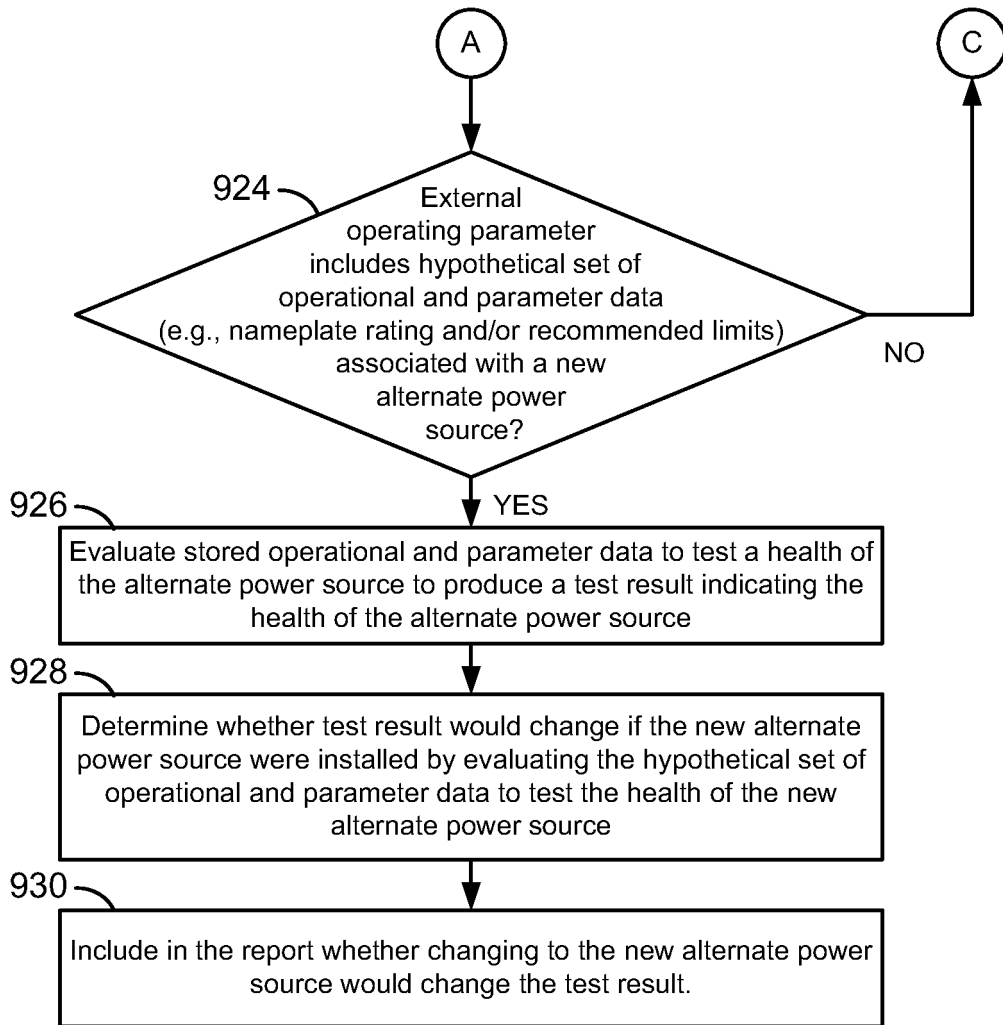 A
C
924
External
operating parameter
includes hypothetical set of
operational and parameter data
(e.g., nameplate rating and/or recommended limits)
associated with a new
alternate power
source?
NO
YES
926
Evaluate stored operational and parameter data to test a health of
the alternate power source to produce a test result indicating the
health of the alternate power source
928
Determine whether test result would change if the new alternate
power source were installed by evaluating the hypothetical set of
operational and parameter data to test the health of the new
alternate power source
930
Include in the report whether changing to the new alternate power
source would change the test result.